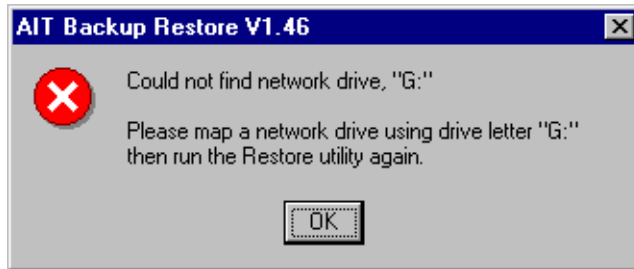 AIT Backup Restore V1.46
Could not find network drive, "G:"
Please map a network drive using drive letter "G:"
then run the Restore utility again.
OK